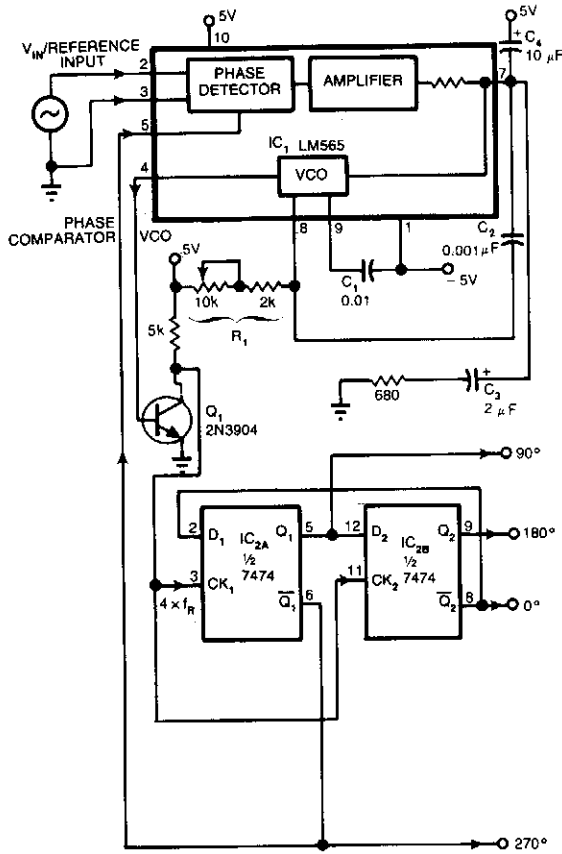 5V
5V
10
C4
10 µF
VIN/REFERENCE
INPUT
2
PHASE
DETECTOR
AMPLIFIER
7
3
5
IC1 LM565
4
VCO
PHASE
COMPARATOR
VCO
8
9
1
C2
0.001µF
5V
C1
0.01
– 5V
10k
2k
R1
5k
680
C3
2 µF
Q1
2N3904
90°
2
D1
IC2A
½
7474
Q1
5
12
D2
IC2B
½
7474
Q2
9
180°
3
CK1
11
CK2
4 × fR
Q̅1
6
Q̅2
8
0°
270°